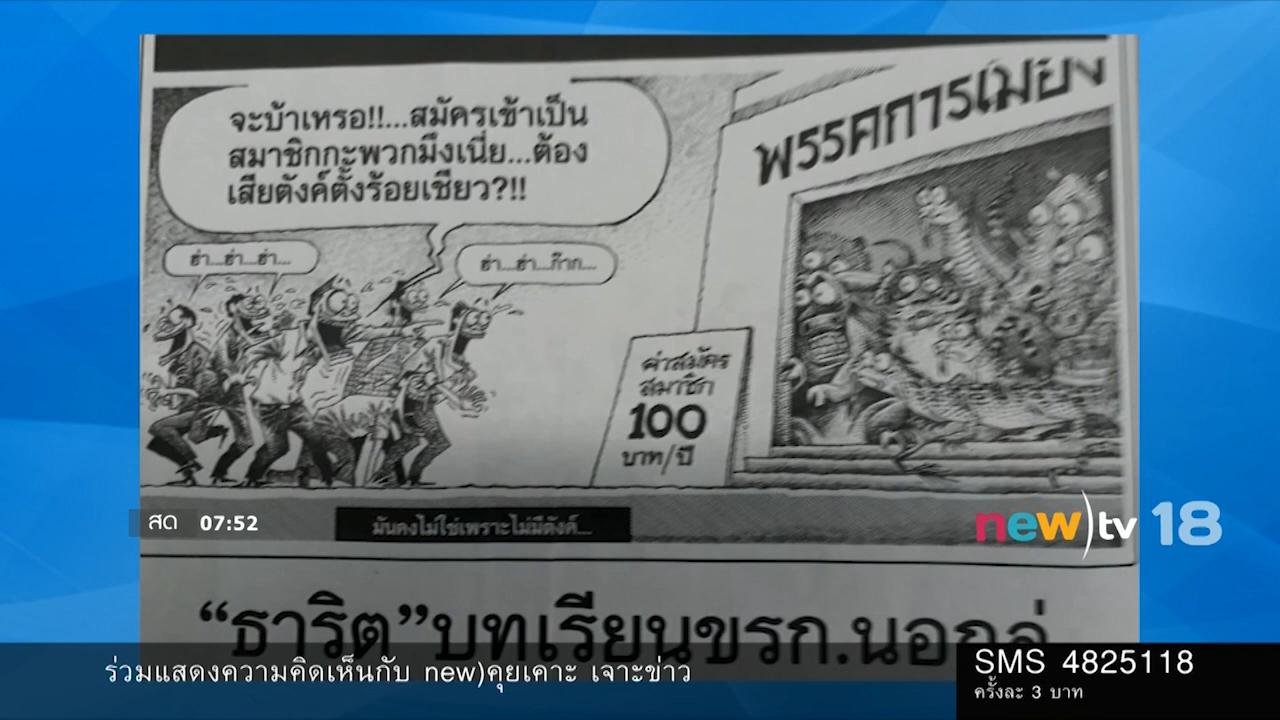 จะบ้าเหรอ!!...สมัครเข้าเป็น
สมาชิกกะพวกมึงเนี่ย...ต้อง
เสียตังค์ตั้งร้อยเชียว?!!
ฮ่า...ฮ่า...ฮ่า...
ฮ่า...ฮ่า...ก๊าก...
พรรคการเมือง
ค่าสมัคร
สมาชิก
100
บาท/ปี
มันคงไม่ใช่เพราะไม่มีตังค์...
สด 07:52
new)tv 18
“ธาริต”บทเรียนขรก.นอกลู่
ร่วมแสดงความคิดเห็นกับ new)คุยเคาะ เจาะข่าว
SMS 4825118
ครั้งละ 3 บาท